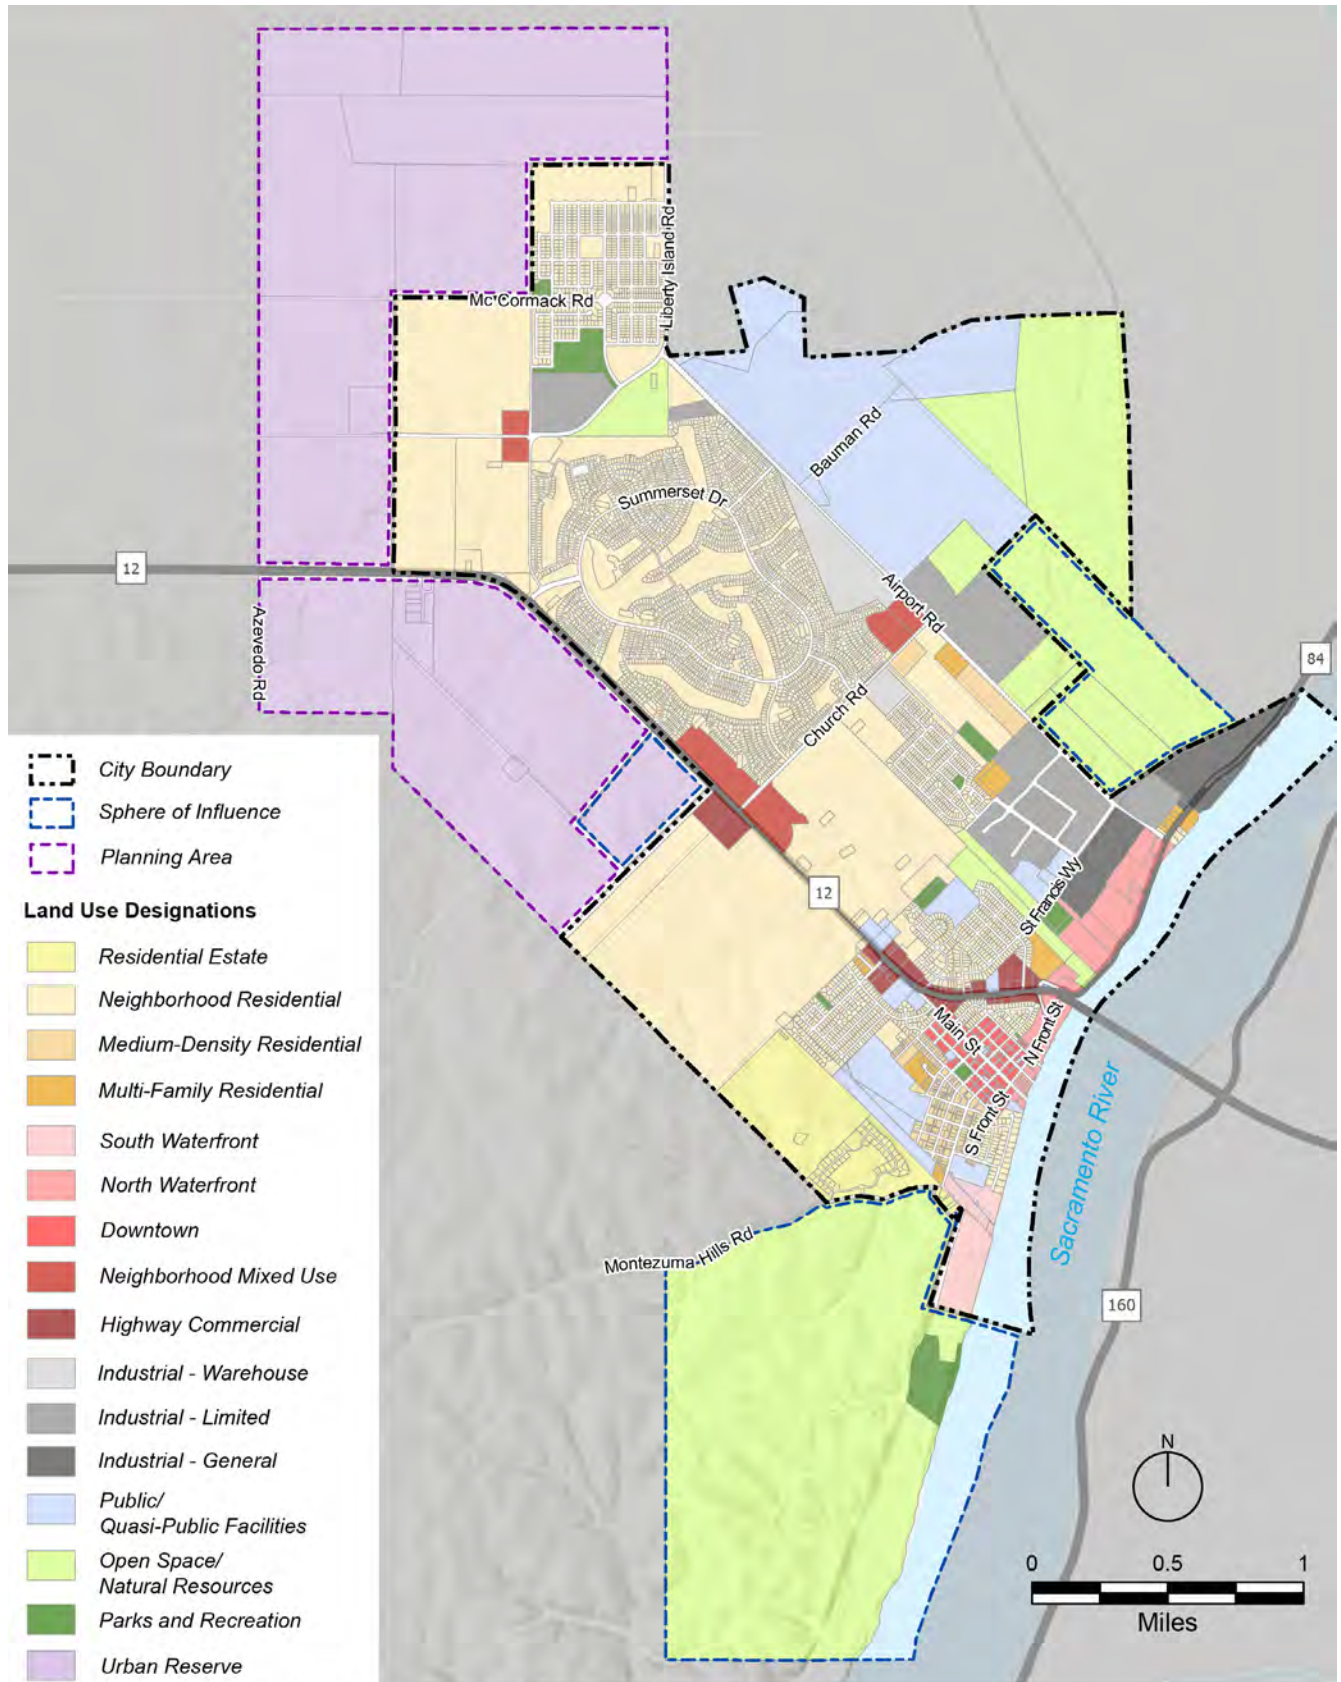 Mc Cormack Rd
Liberty Island Rd
Bauman Rd
Summerset Dr
12
Airport Rd
Azevedo Rd
84
Church Rd
12
St Francis Wy
Main St
N Front St
S Front St
Sacramento River
Montezuma Hills Rd
160
City Boundary
Sphere of Influence
Planning Area
Land Use Designations
Residential Estate
Neighborhood Residential
Medium-Density Residential
Multi-Family Residential
South Waterfront
North Waterfront
Downtown
Neighborhood Mixed Use
Highway Commercial
Industrial - Warehouse
Industrial - Limited
Industrial - General
Public/
Quasi-Public Facilities
Open Space/
Natural Resources
Parks and Recreation
Urban Reserve
N
0 0.5 1
Miles